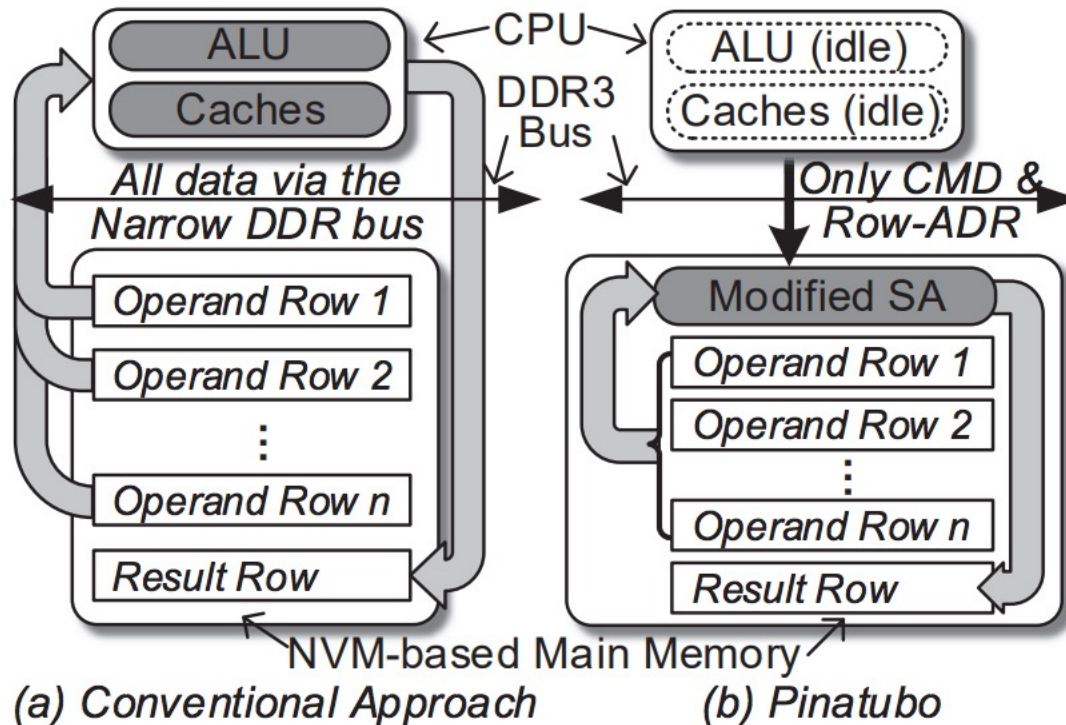 ALU
Caches
CPU
ALU (idle)
Caches (idle)
DDR3
Bus
All data via the
Narrow DDR bus
Only CMD &
Row-ADR
Operand Row 1
Operand Row 2
⋮
Operand Row n
Result Row
Modified SA
Operand Row 1
Operand Row 2
⋮
Operand Row n
Result Row
NVM-based Main Memory
(a) Conventional Approach
(b) Pinatubo